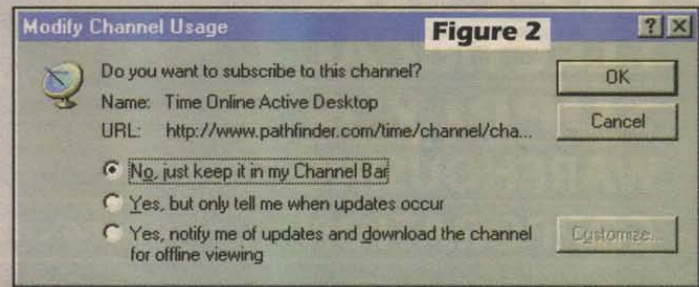 Modify Channel Usage
Figure 2
Do you want to subscribe to this channel?
Name: Time Online Active Desktop
URL: http://www.pathfinder.com/time/channel/cha...
No, just keep it in my Channel Bar
Yes, but only tell me when updates occur
Yes, notify me of updates and download the channel
for offline viewing
OK
Cancel
Customize...